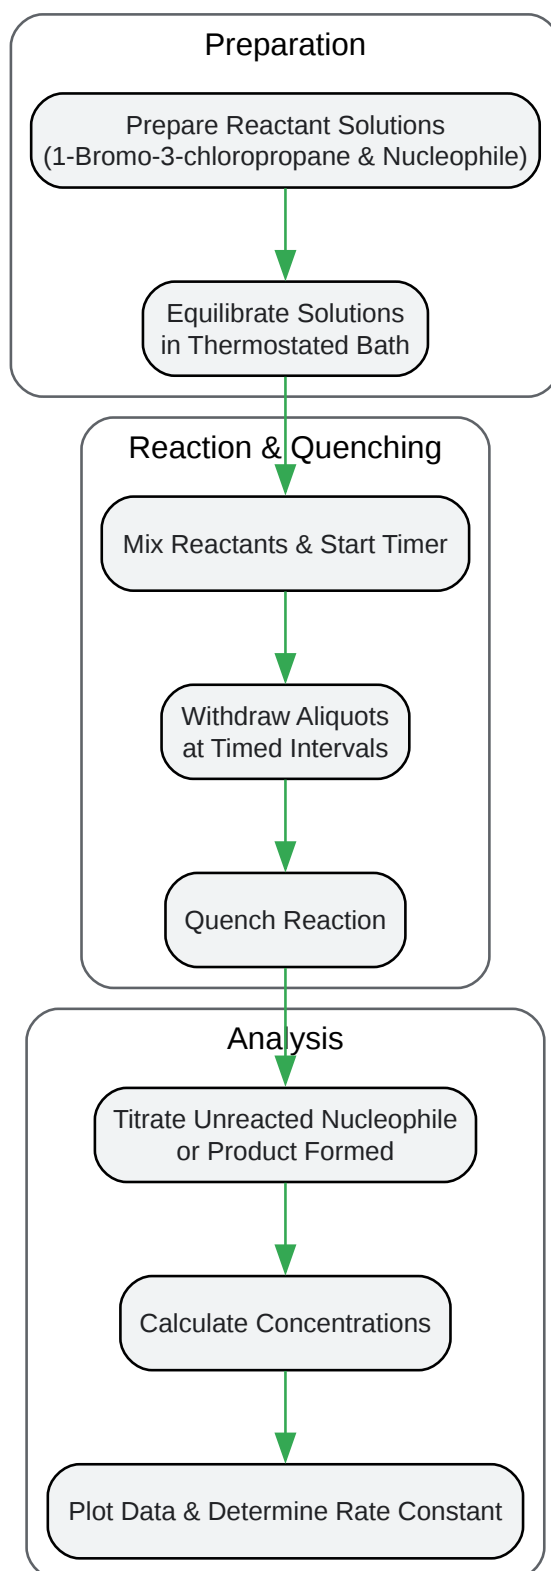 Preparation
Prepare Reactant Solutions
(1-Bromo-3-chloropropane & Nucleophile)
Equilibrate Solutions
in Thermostated Bath
Reaction & Quenching
Mix Reactants & Start Timer
Withdraw Aliquots
at Timed Intervals
Quench Reaction
Analysis
Titrate Unreacted Nucleophile
or Product Formed
Calculate Concentrations
Plot Data & Determine Rate Constant